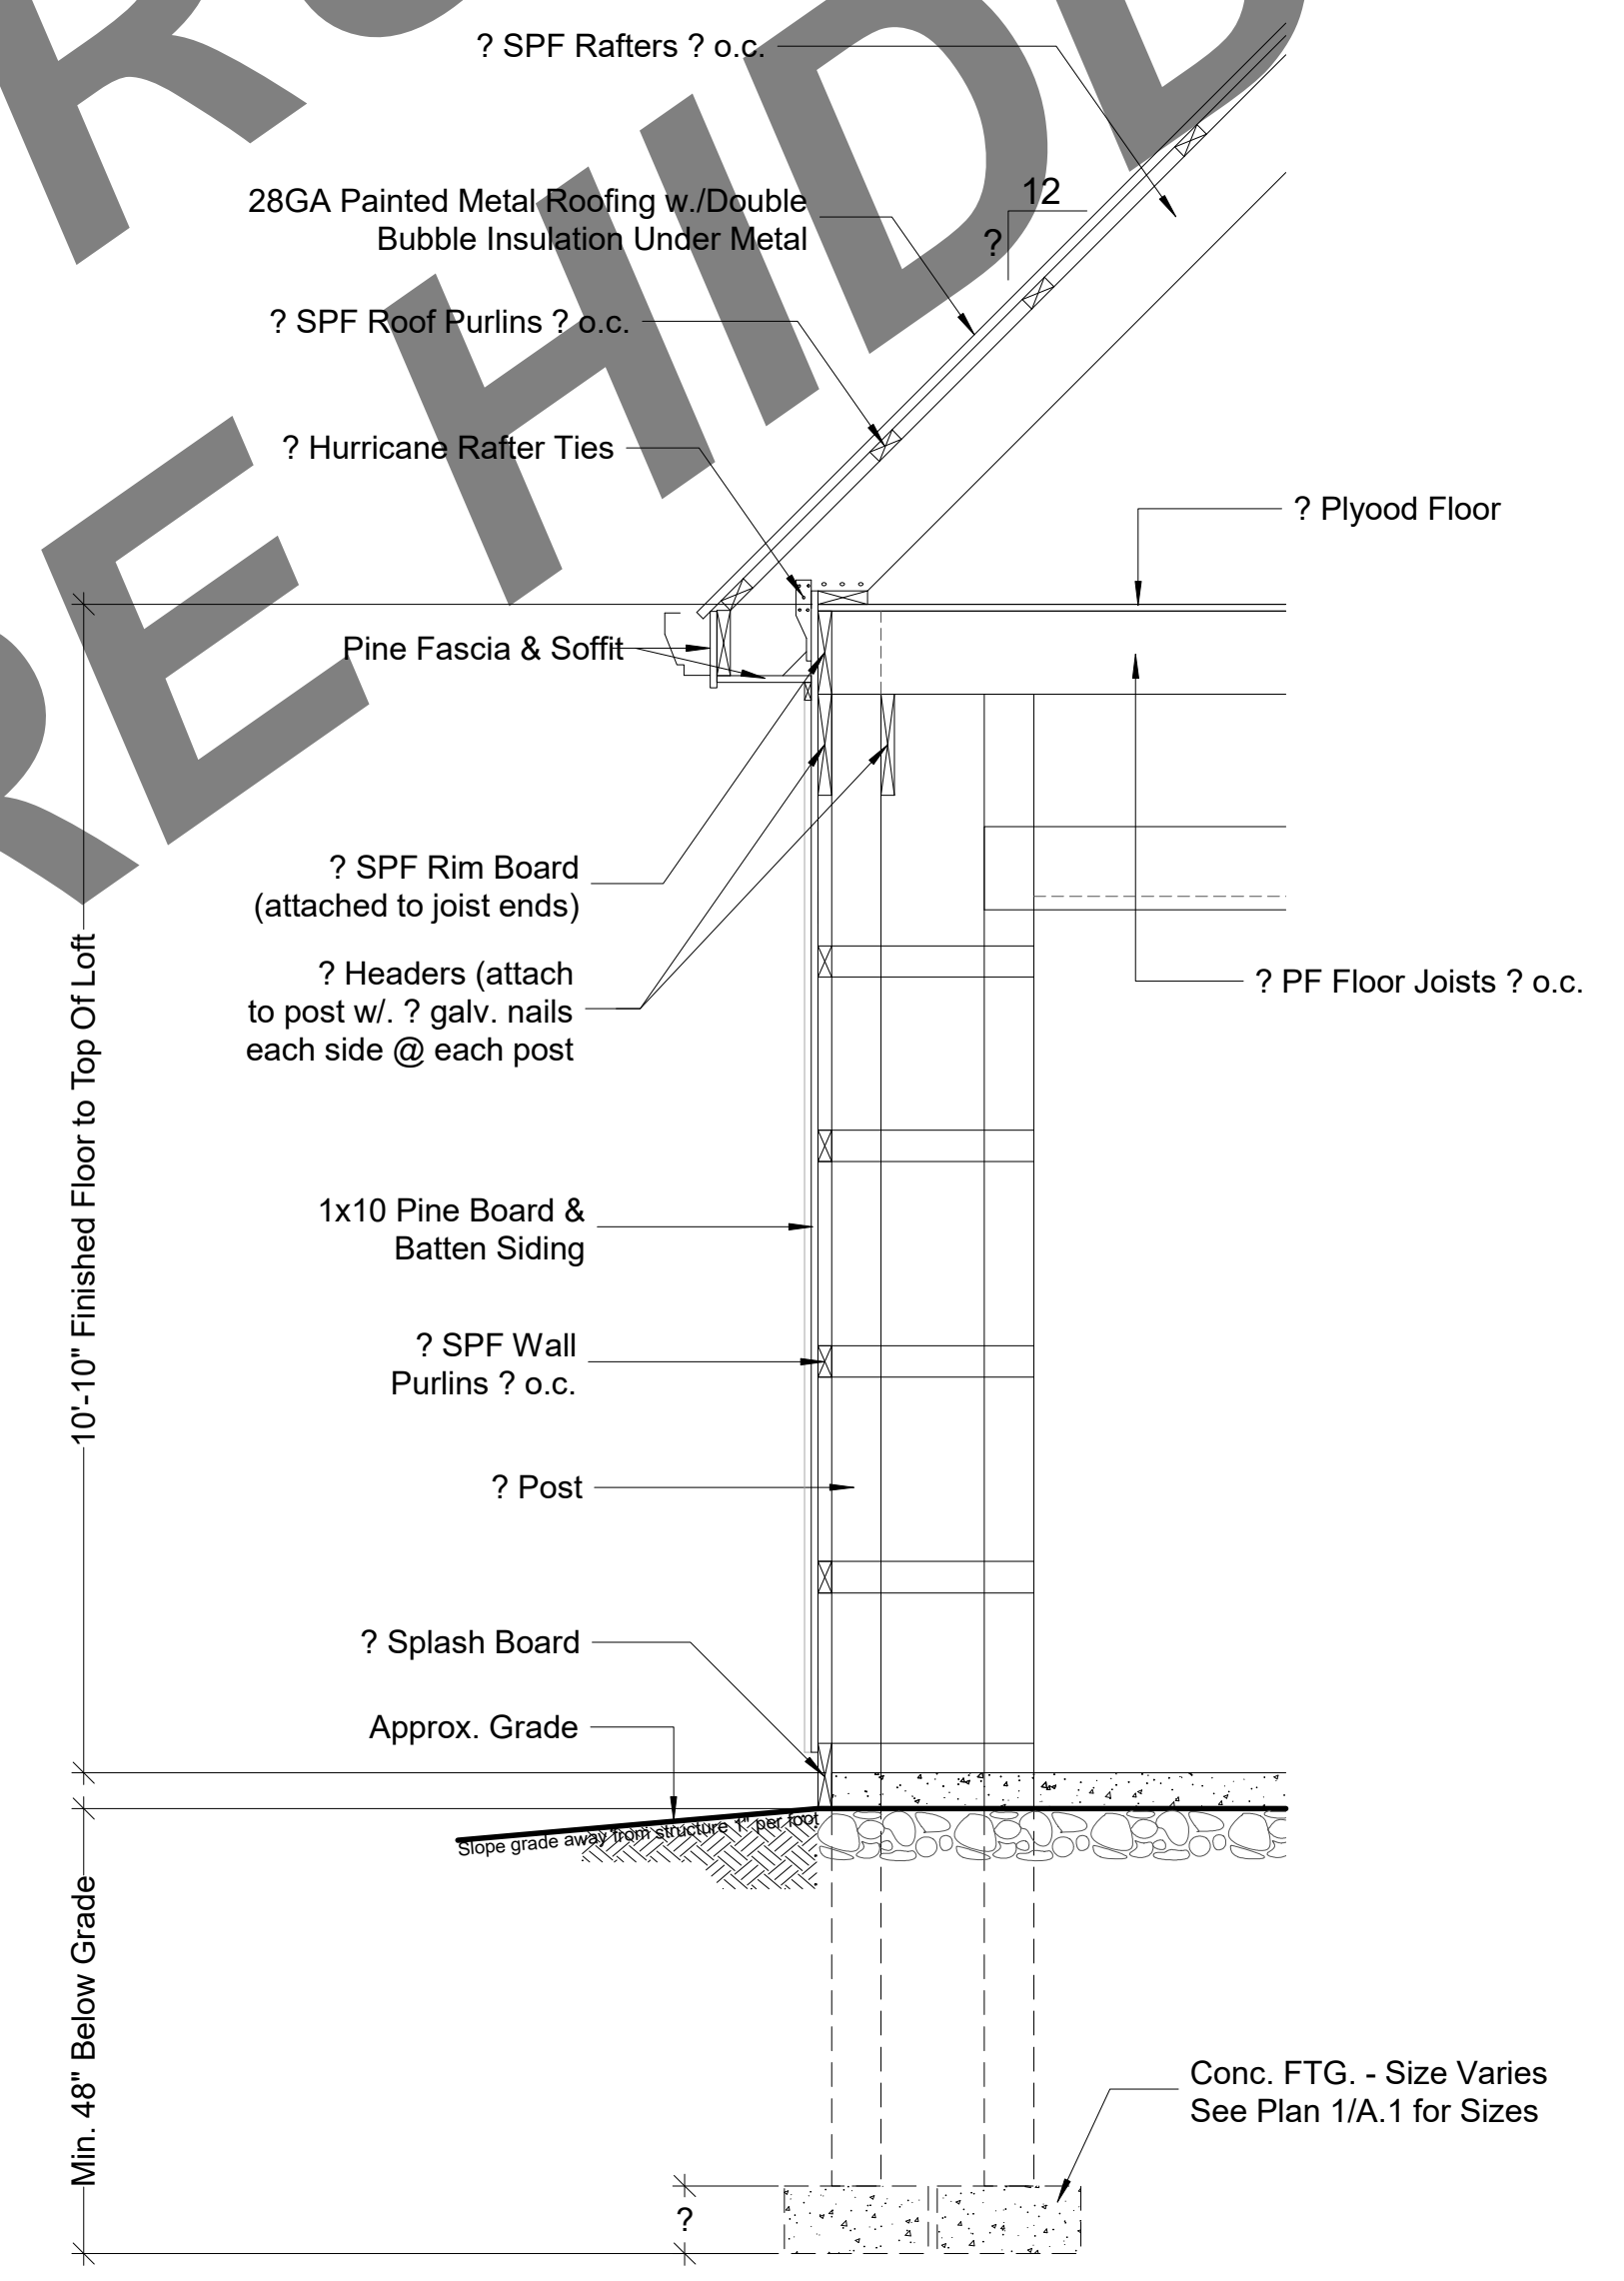 ? SPF Rafters ? o.c.
12
?
28GA Painted Metal Roofing w./Double
Bubble Insulation Under Metal
? SPF Roof Purlins ? o.c.
? Hurricane Rafter Ties
? Plyood Floor
Pine Fascia & Soffit
? SPF Rim Board
(attached to joist ends)
? Headers (attach
to post w/. ? galv. nails
each side @ each post
? PF Floor Joists ? o.c.
10'-10" Finished Floor to Top Of Loft
1x10 Pine Board &
Batten Siding
? SPF Wall
Purlins ? o.c.
? Post
? Splash Board
Approx. Grade
Slope grade away from structure 1" per foot
Min. 48" Below Grade
Conc. FTG. - Size Varies
See Plan 1/A.1 for Sizes
?
RE HIDD